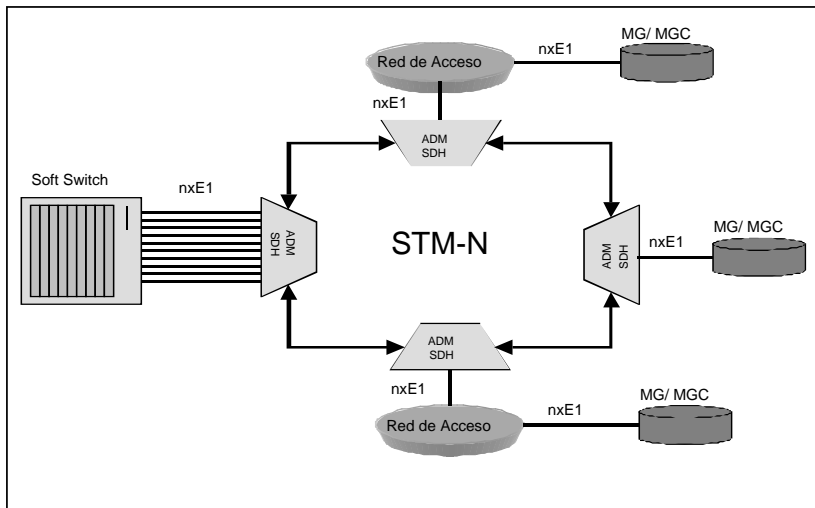 MG/ MGC
nxE1
Red de Acceso
nxE1
ADM
SDH
Soft Switch
nxE1
ADM
SDH
STM-N
ADM
SDH
nxE1
MG/ MGC
ADM
SDH
nxE1
MG/ MGC
nxE1
Red de Acceso